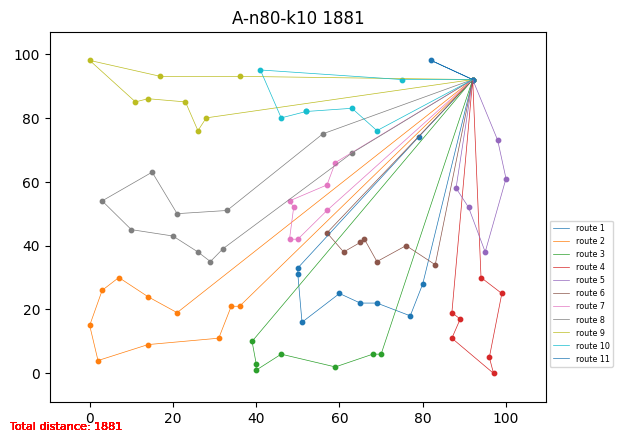 A-n80-k10 1881
100
80
60
40
20
0
0
20
40
60
80
100
route 1
route 2
route 3
route 4
route 5
route 6
route 7
route 8
route 9
route 10
route 11
Total distance: 1881